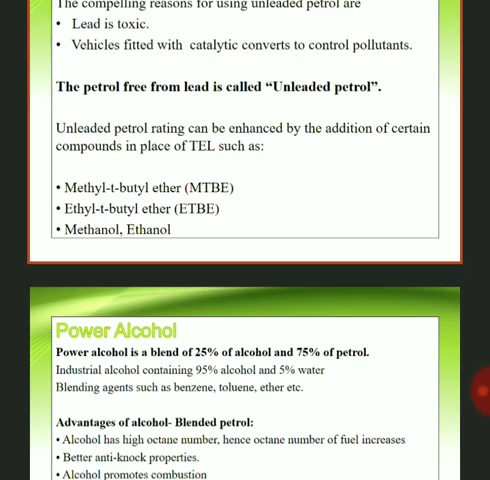 The compelling reasons for using unleaded petrol are
• Lead is toxic.
• Vehicles fitted with catalytic converts to control pollutants.
The petrol free from lead is called “Unleaded petrol”.
Unleaded petrol rating can be enhanced by the addition of certain
compounds in place of TEL such as:
• Methyl-t-butyl ether (MTBE)
• Ethyl-t-butyl ether (ETBE)
• Methanol, Ethanol
Power Alcohol
Power alcohol is a blend of 25% of alcohol and 75% of petrol.
Industrial alcohol containing 95% alcohol and 5% water
Blending agents such as benzene, toluene, ether etc.
Advantages of alcohol- Blended petrol:
• Alcohol has high octane number, hence octane number of fuel increases
• Better anti-knock properties.
• Alcohol promotes combustion